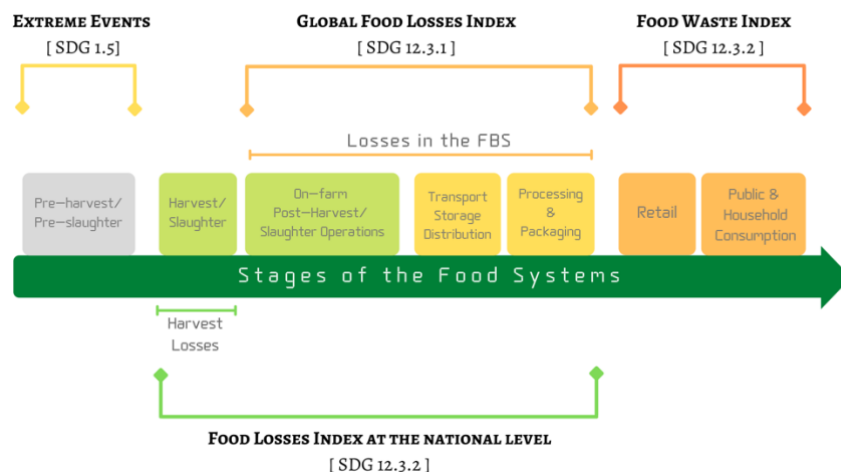 EXTREME EVENTS
[ SDG 1.5]
GLOBAL FOOD LOSSES INDEX
[ SDG 12.3.1]
FOOD WASTE INDEX
[ SDG 12.3.2]
Losses in the FBS
Pre-harvest/
Pre-slaughter
Harvest/
Slaughter
On-farm
Post-Harvest/
Slaughter Operations
Transport
Storage
Distribution
Processing
&
Packaging
Retail
Public &
Household
Consumption
Stages of the Food Systems
Harvest
Losses
FOOD LOSSES INDEX AT THE NATIONAL LEVEL
[ SDG 12.3.2 ]